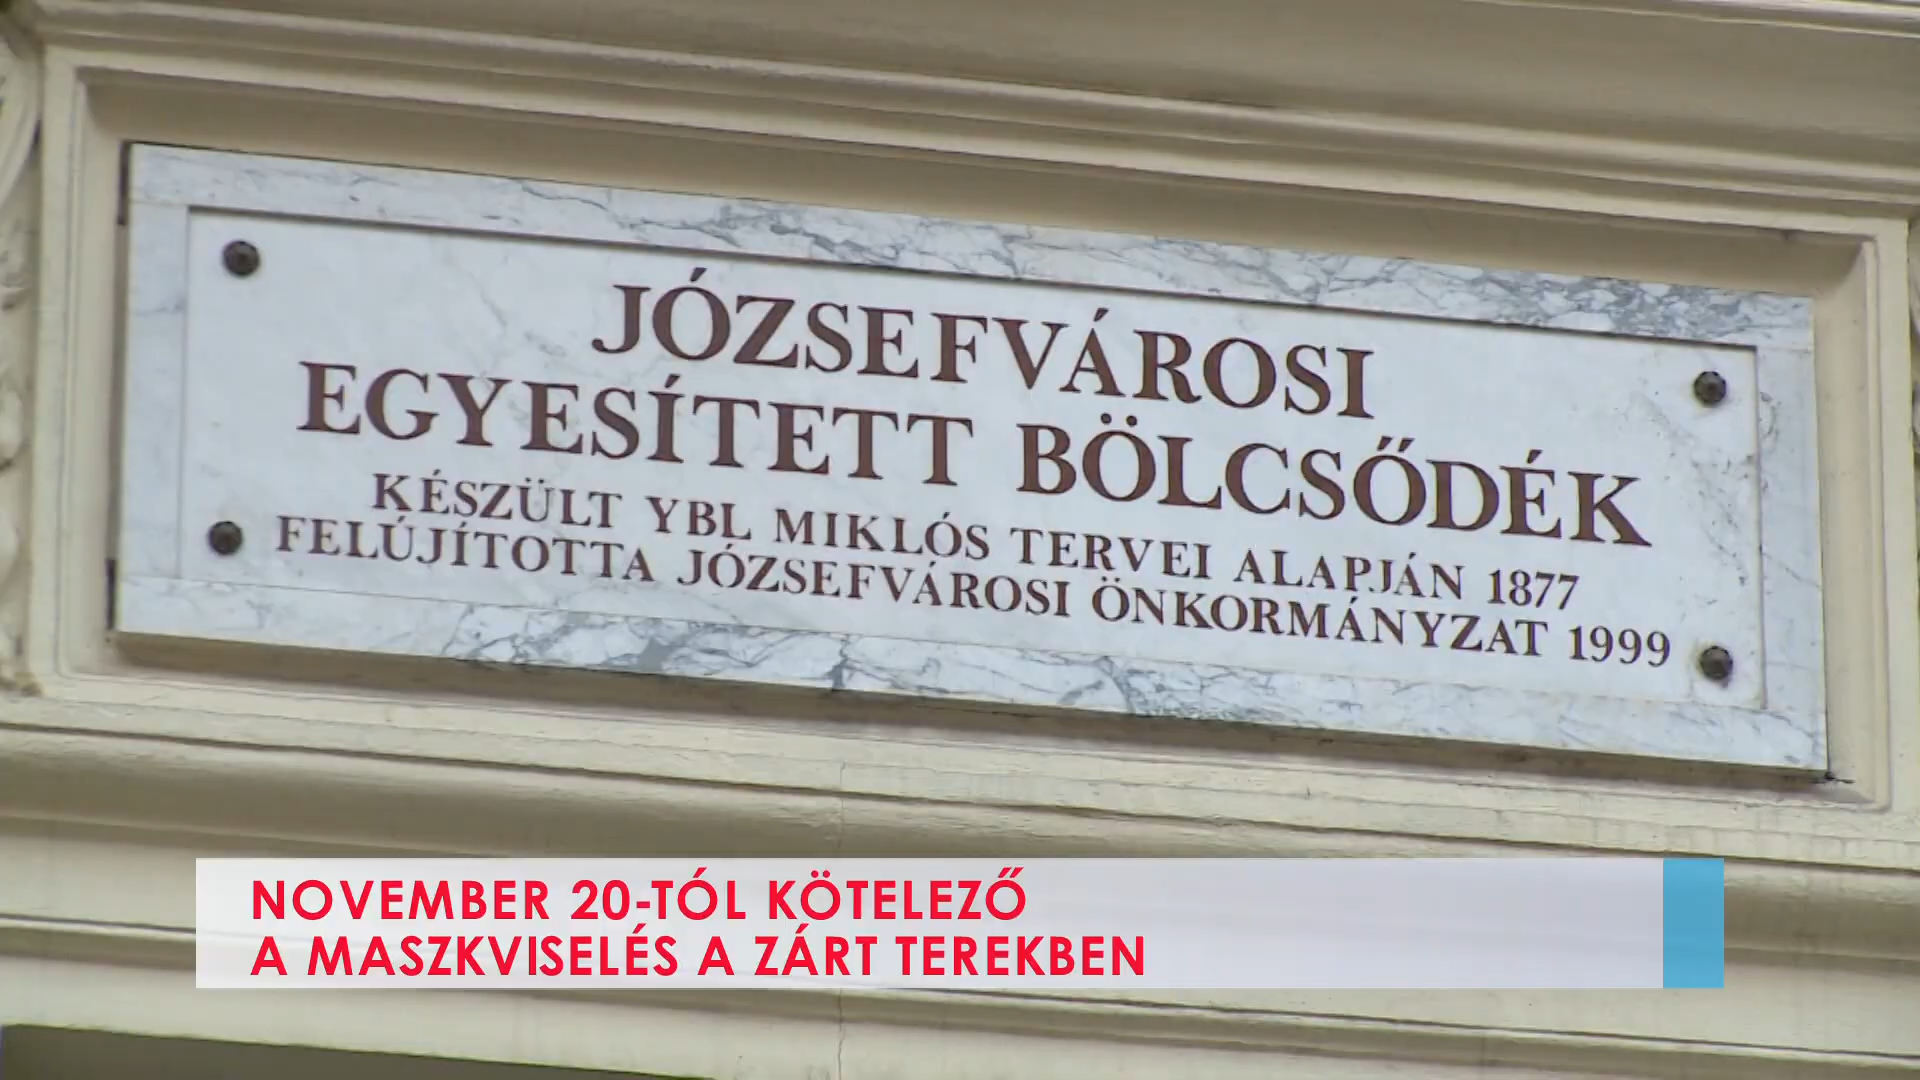 JÓZSEFVÁROSI
EGYESÍTETT BÖLCSŐDÉK
KÉSZÜLT YBL MIKLÓS TERVEI ALAPJÁN 1877
FELÚJÍTOTTA JÓZSEFVÁROSI ÖNKORMÁNYZAT 1999
NOVEMBER 20-TÓL KÖTELEZŐ
A MASZKVISELÉS A ZÁRT TEREKBEN